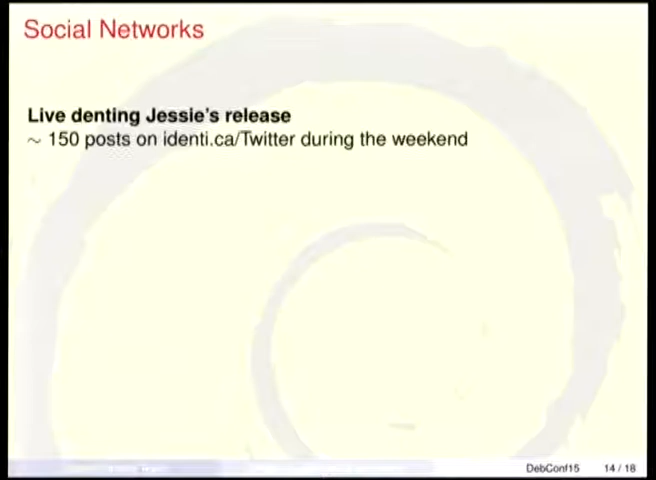 Social Networks
Live denting Jessie's release
~ 150 posts on identi.ca/Twitter during the weekend
DebConf15 14 / 18